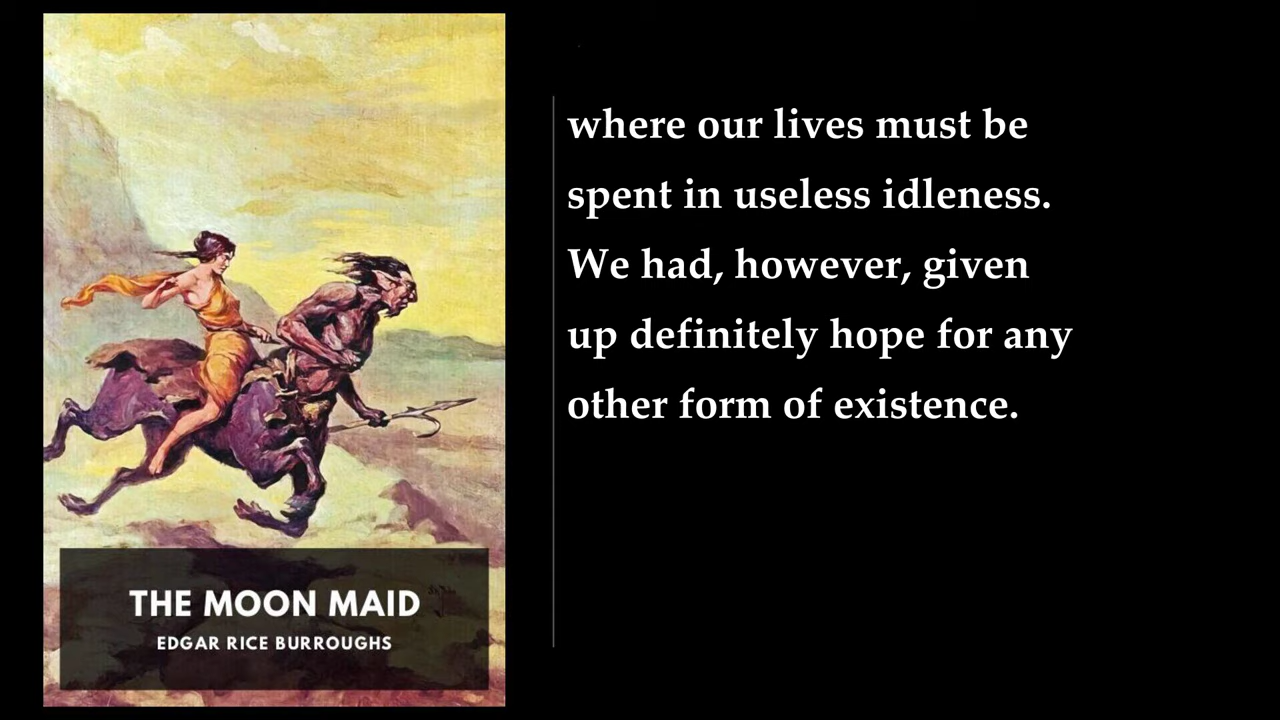 where our lives must be
spent in useless idleness.
We had, however, given
up definitely hope for any
other form of existence.
THE MOON MAID
EDGAR RICE BURROUGHS